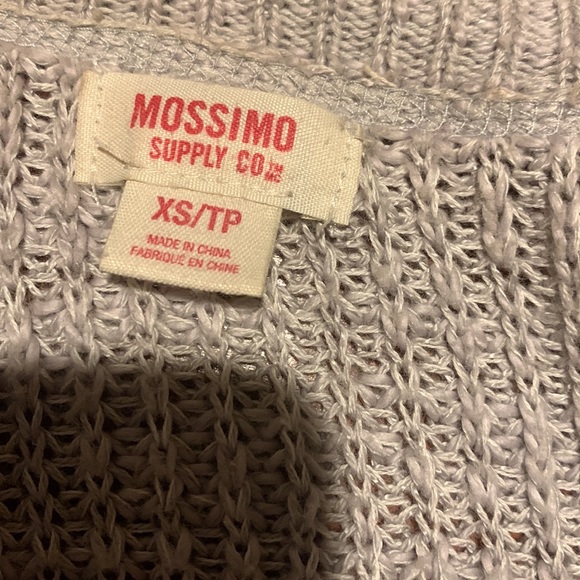 MOSSIMO
SUPPLY CO
XS/TP
MADE IN CHINA
FABRIQUÉ EN CHINE